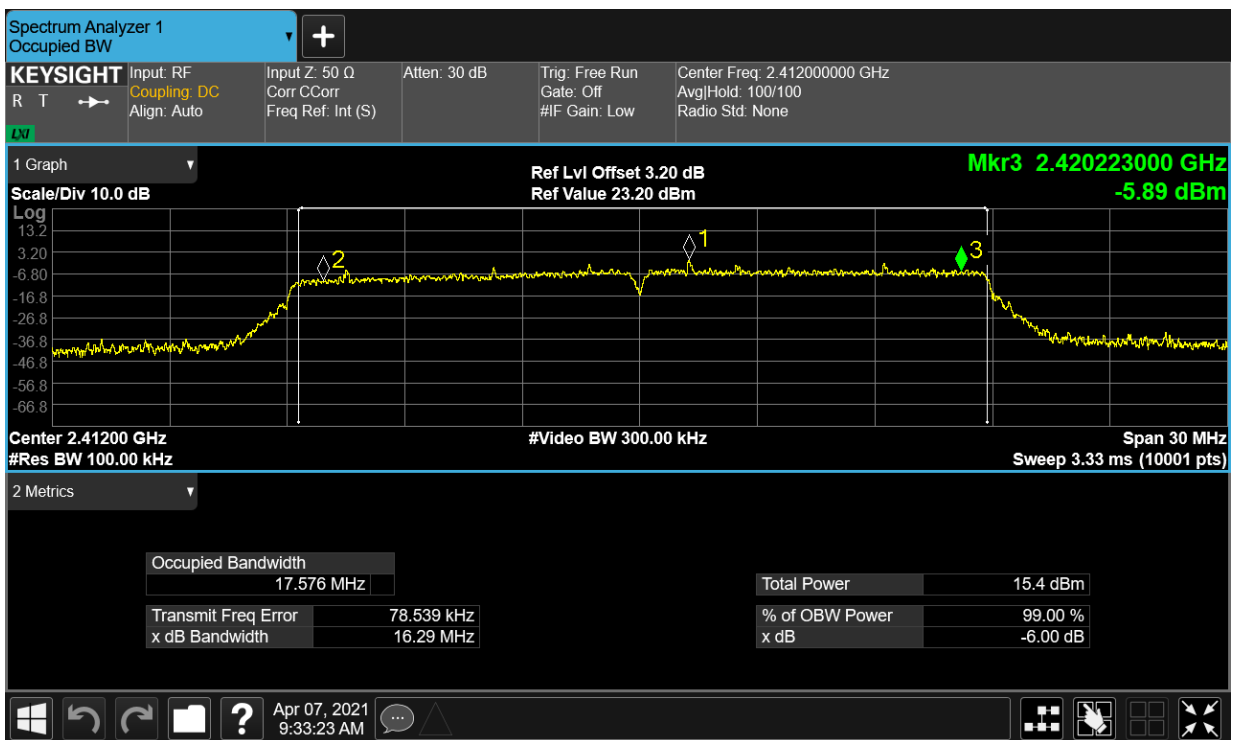 Spectrum Analyzer 1
Occupied BW
▼
+
KEYSIGHT
R T
LXI
Input: RF
Coupling: DC
Align: Auto
Input Z: 50 Ω
Corr CCorr
Freq Ref: Int (S)
Atten: 30 dB
Trig: Free Run
Gate: Off
#IF Gain: Low
Center Freq: 2.412000000 GHz
Avg|Hold: 100/100
Radio Std: None
1 Graph ▼
Scale/Div 10.0 dB
Ref Lvl Offset 3.20 dB
Ref Value 23.20 dBm
Mkr3 2.420223000 GHz
-5.89 dBm
Log
13.2
3.20
-6.80
-16.8
-26.8
-36.8
-46.8
-56.8
-66.8
2
1
3
Center 2.41200 GHz
#Res BW 100.00 kHz
#Video BW 300.00 kHz
Span 30 MHz
Sweep 3.33 ms (10001 pts)
2 Metrics ▼
Occupied Bandwidth
17.576 MHz
Transmit Freq Error 78.539 kHz
x dB Bandwidth 16.29 MHz
Total Power 15.4 dBm
% of OBW Power 99.00 %
x dB -6.00 dB
?
Apr 07, 2021
9:33:23 AM